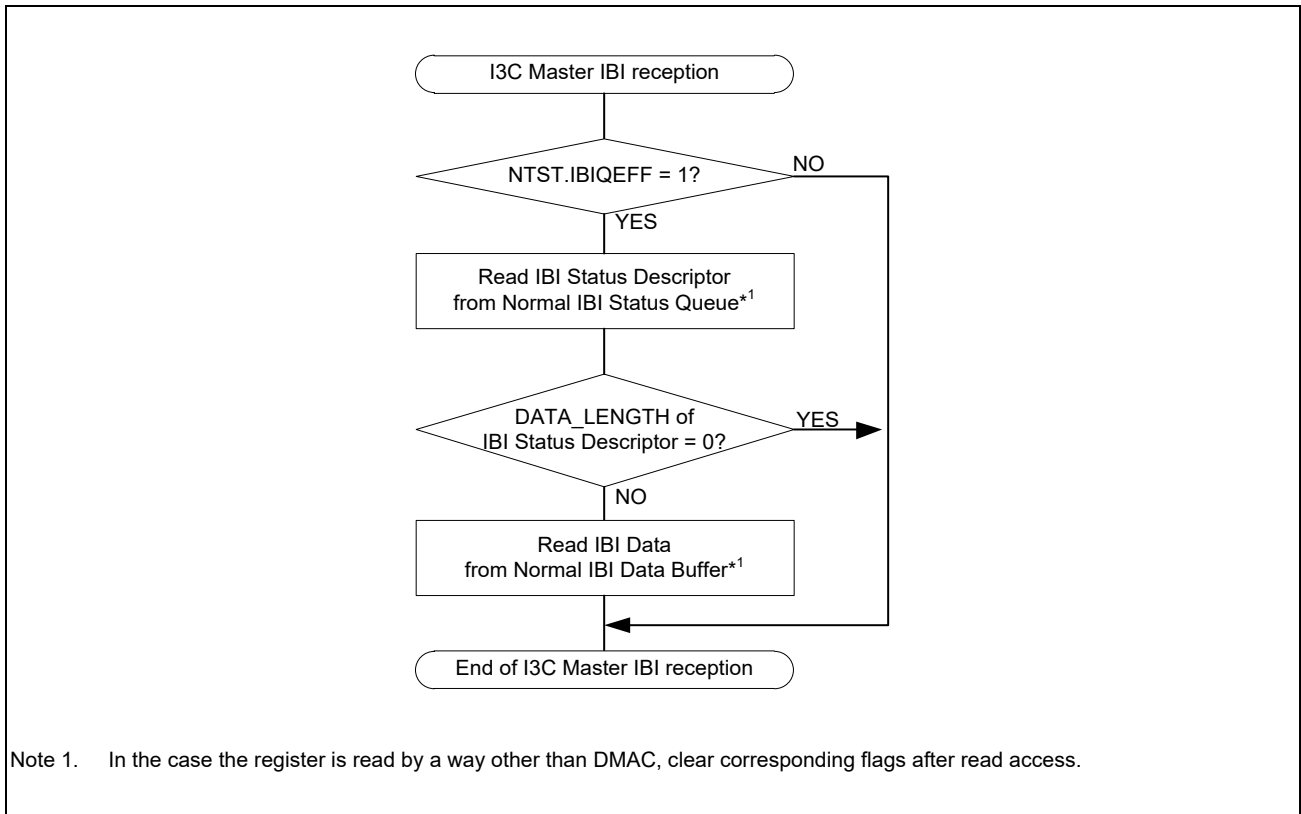 I3C Master IBI reception
NTST.IBIQEFF = 1?
NO
YES
Read IBI Status Descriptor
from Normal IBI Status Queue*1
DATA_LENGTH of
IBI Status Descriptor = 0?
YES
NO
Read IBI Data
from Normal IBI Data Buffer*1
End of I3C Master IBI reception
Note 1. In the case the register is read by a way other than DMAC, clear corresponding flags after read access.